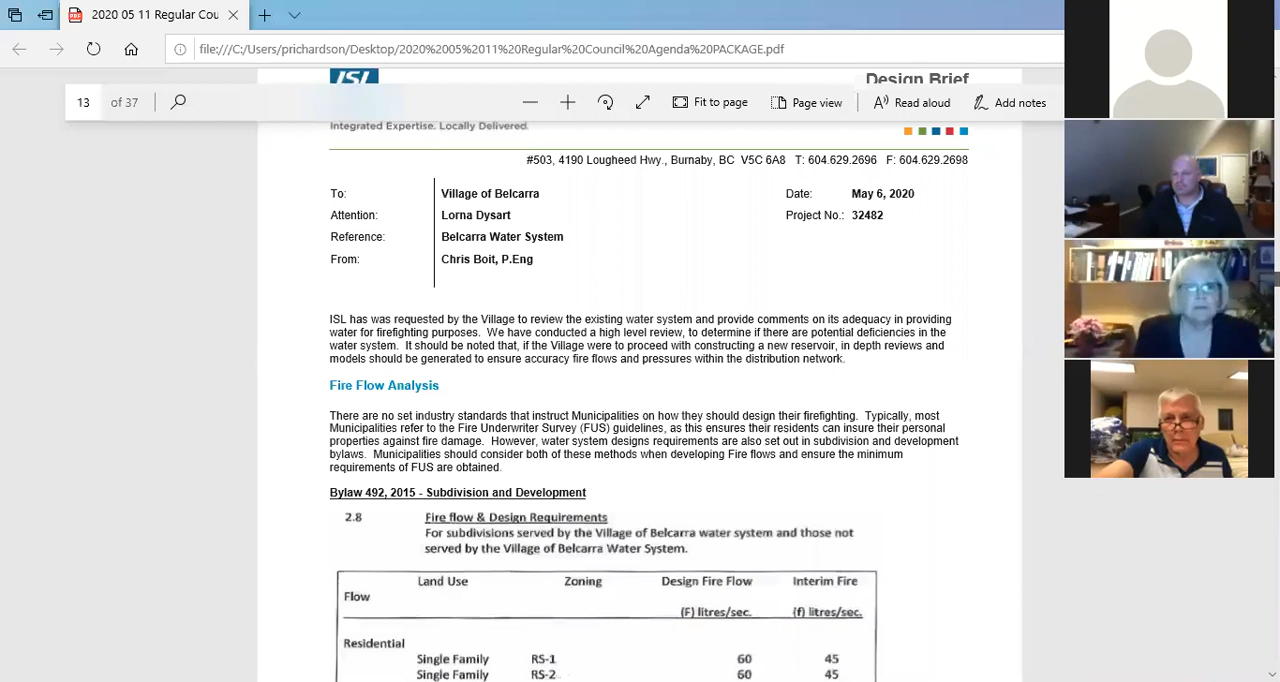 2020 05 11 Regular Cou
file:///C:/Users/prichardson/Desktop/2020%2005%2011%20Regular%20Council%20Agenda%20PACKAGE.pdf
13 of 37
Fit to page
Page view
Read aloud
Add notes
ISL
Design Brief
Integrated Expertise. Locally Delivered.
#503, 4190 Lougheed Hwy., Burnaby, BC V5C 6A8 T: 604.629.2696 F: 604.629.2698
To: Village of Belcarra Date: May 6, 2020
Attention: Lorna Dysart Project No.: 32482
Reference: Belcarra Water System
From: Chris Boit, P.Eng
ISL has was requested by the Village to review the existing water system and provide comments on its adequacy in providing
water for firefighting purposes. We have conducted a high level review, to determine if there are potential deficiencies in the
water system. It should be noted that, if the Village were to proceed with constructing a new reservoir, in depth reviews and
models should be generated to ensure accuracy fire flows and pressures within the distribution network.
Fire Flow Analysis
There are no set industry standards that instruct Municipalities on how they should design their firefighting. Typically, most
Municipalities refer to the Fire Underwriter Survey (FUS) guidelines, as this ensures their residents can insure their personal
properties against fire damage. However, water system designs requirements are also set out in subdivision and development
bylaws. Municipalities should consider both of these methods when developing Fire flows and ensure the minimum
requirements of FUS are obtained.
Bylaw 492, 2015 - Subdivision and Development
2.8 Fire flow & Design Requirements
For subdivisions served by the Village of Belcarra water system and those not
served by the Village of Belcarra Water System.
Land Use Zoning Design Fire Flow Interim Fire
Flow
(F) litres/sec. (f) litres/sec.
Residential
Single Family RS-1 60 45
Single Family RS-2 60 45